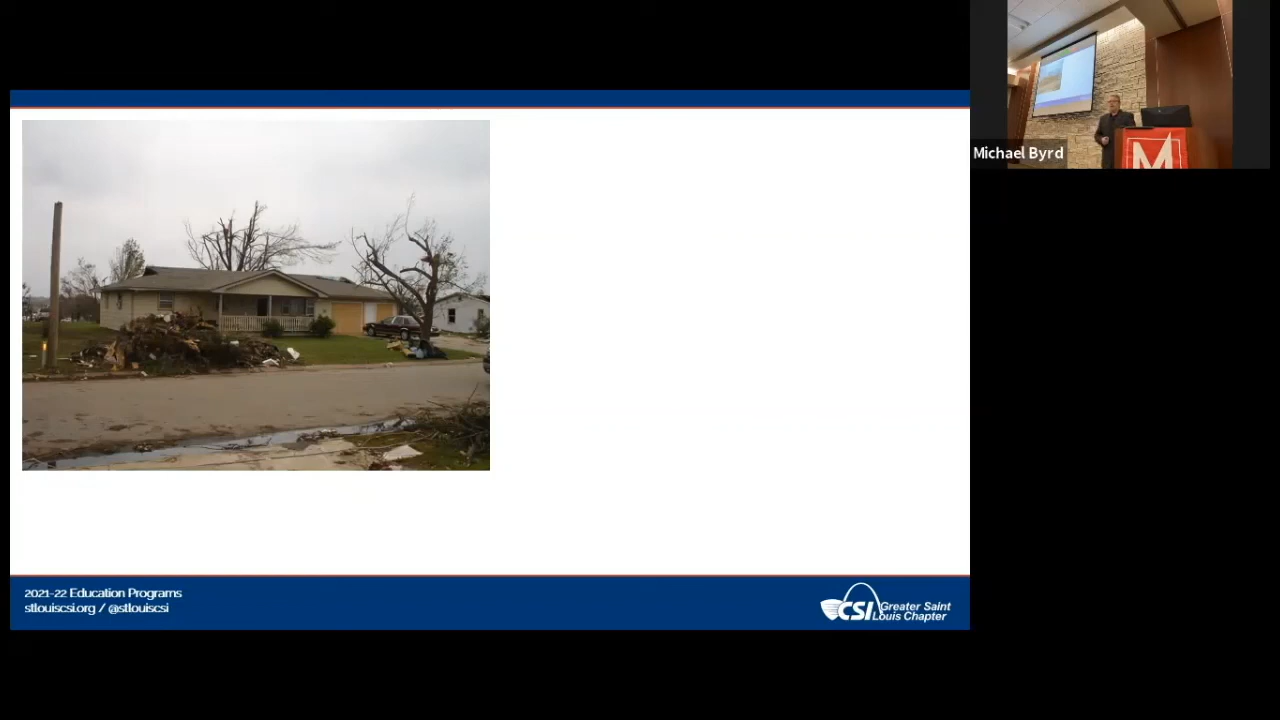 Michael Byrd
M
2021-22 Education Programs
stlouiscsi.org / @stlouiscsi
CSI Greater Saint
Louis Chapter